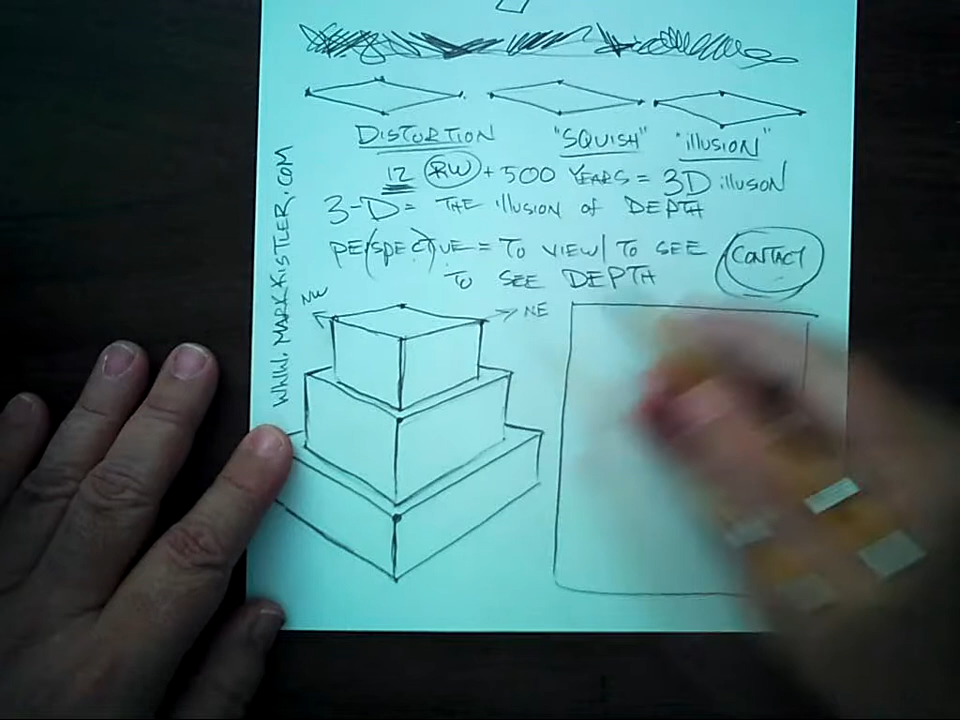 DISTORTION "SQUISH" "illUSION"
12 RW + 500 YEARS = 3D illUSON
3-D = THE illUSION OF DEPTH
PERSPECTIVE = TO VIEW/TO SEE
TO SEE DEPTH
CONTACT
NW
NE
WWW.MARKKISTLER.COM